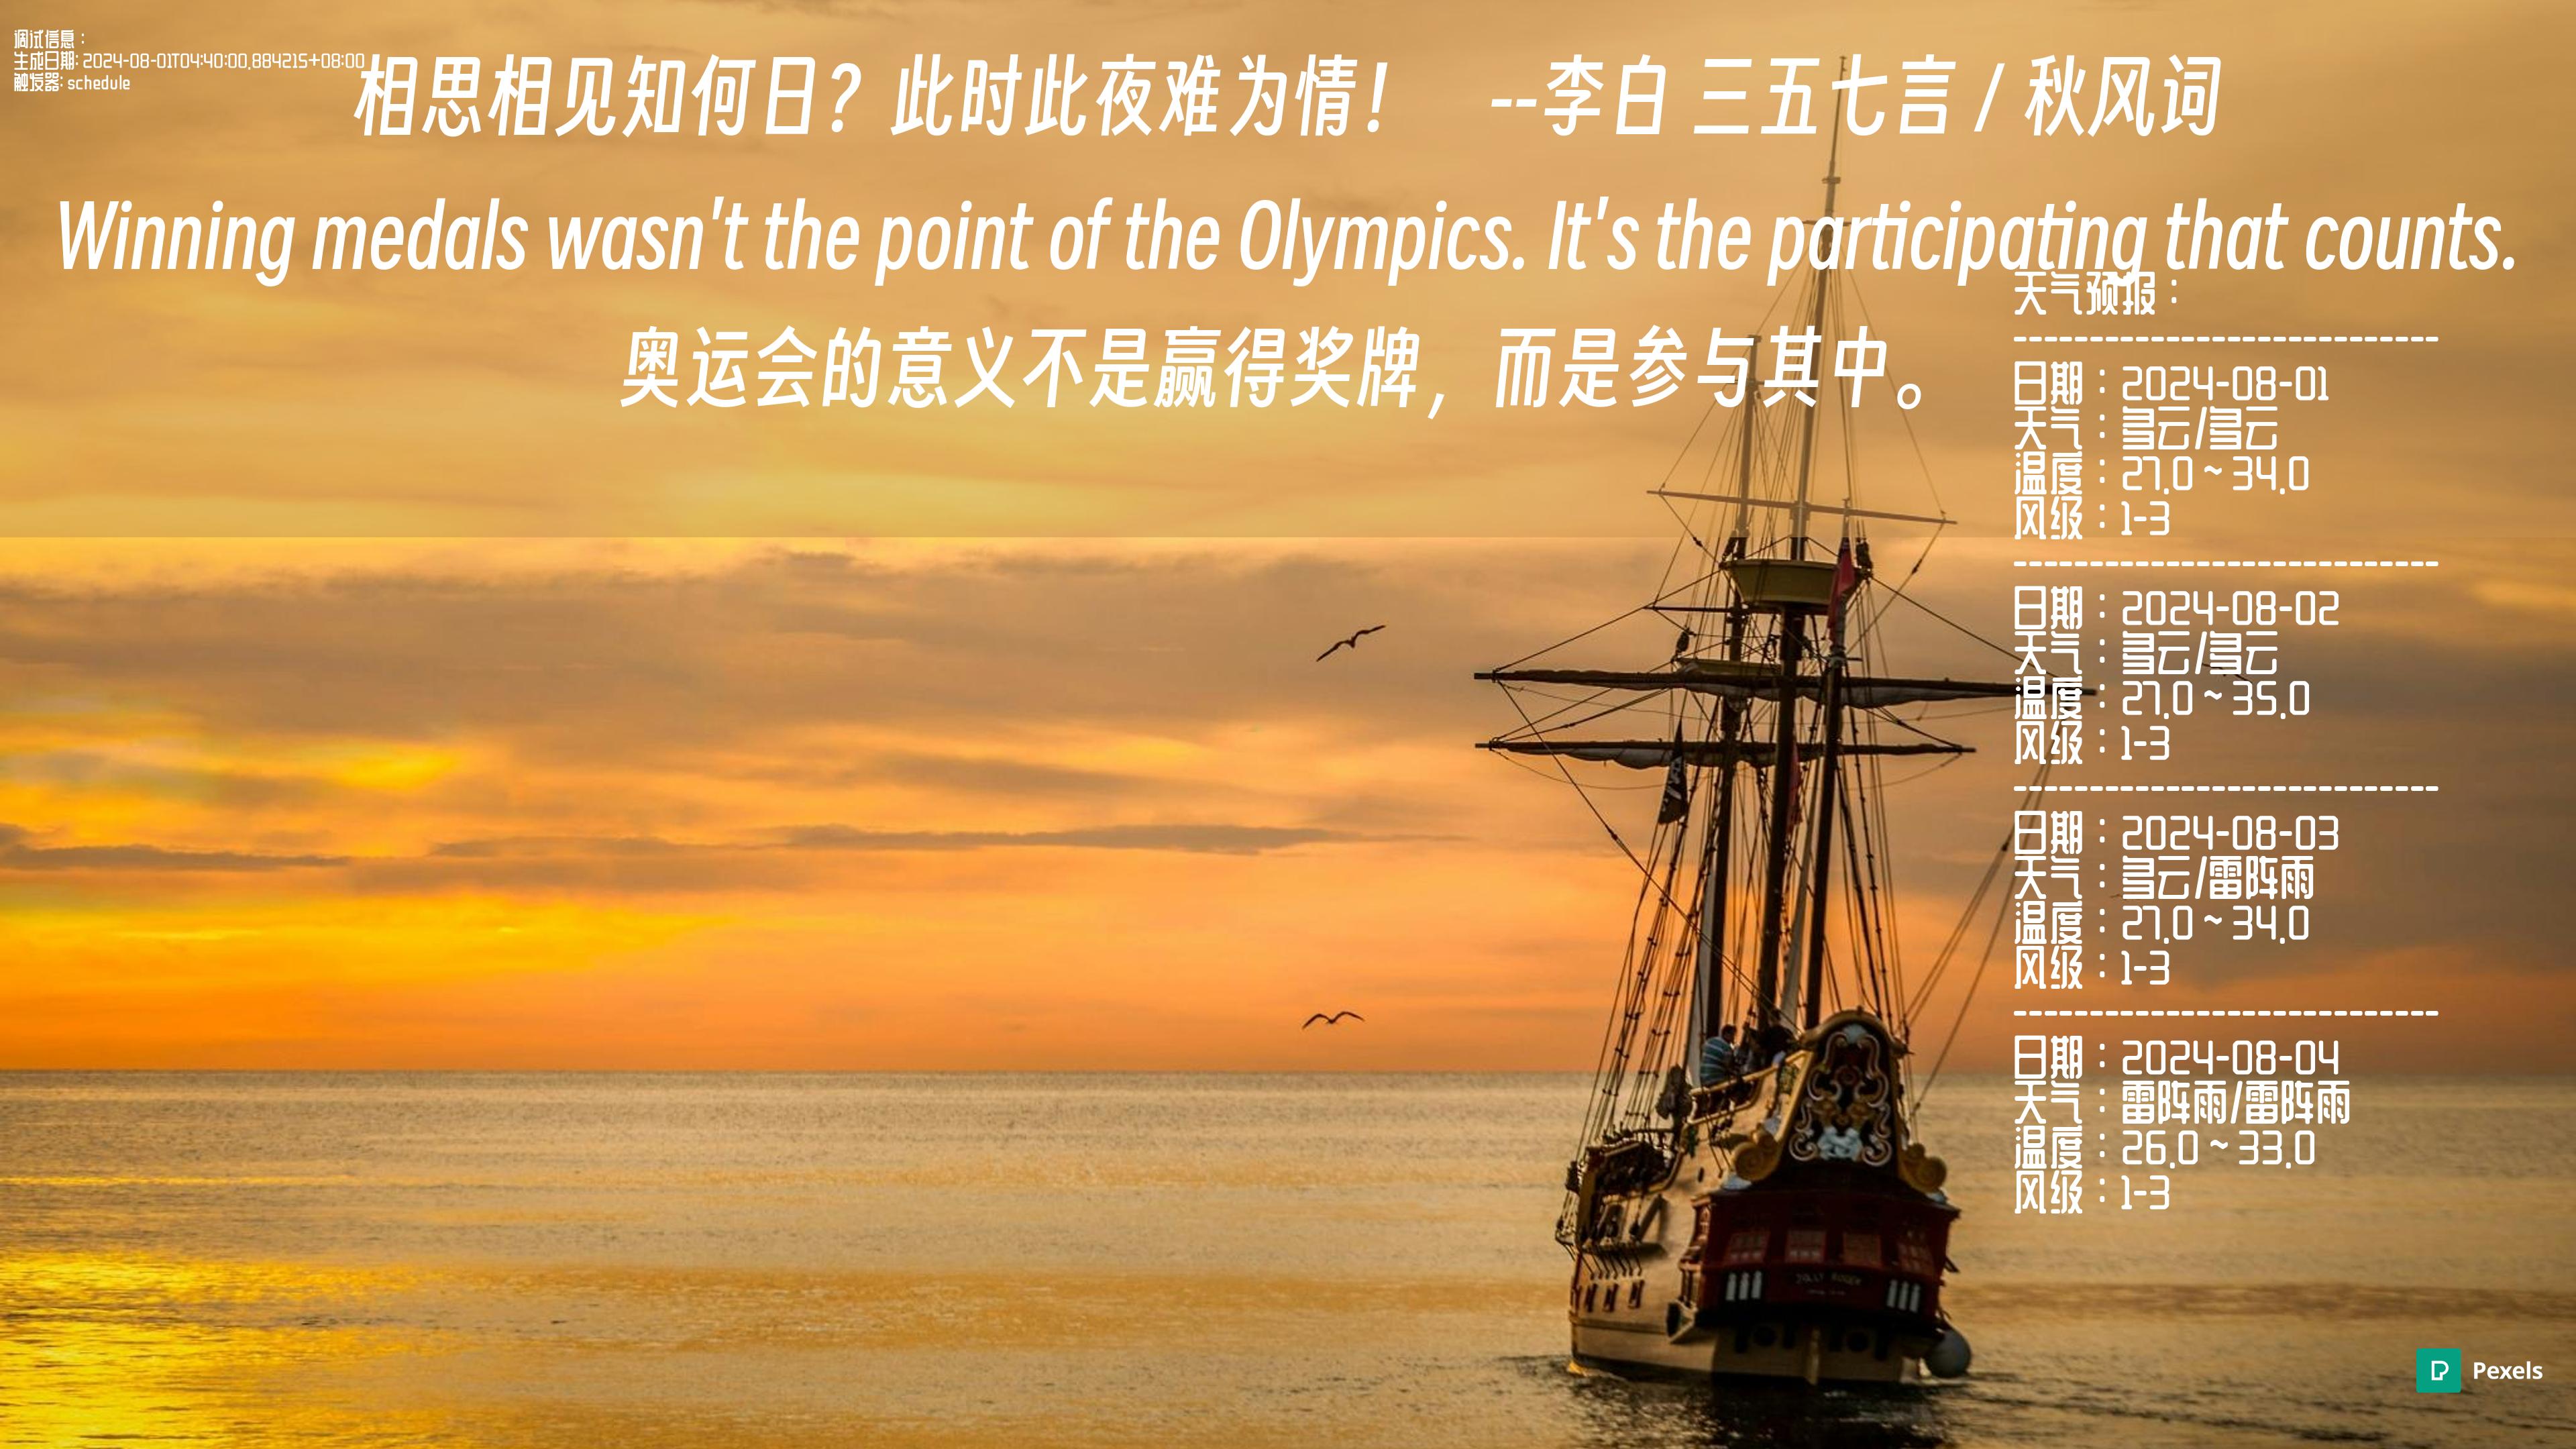 调试信息：
生成日期: 2024-08-01T04:40:00.884215+08:00
触发器: schedule
相思相见知何日？此时此夜难为情！ --李白 三五七言 / 秋风词
Winning medals wasn't the point of the Olympics. It's the participating that counts.
奥运会的意义不是赢得奖牌，而是参与其中。
天气预报：
----------------------------
日期：2024-08-01
天气：多云/多云
温度：27.0 ~ 34.0
风级：1-3
----------------------------
日期：2024-08-02
天气：多云/多云
温度：27.0 ~ 35.0
风级：1-3
----------------------------
日期：2024-08-03
天气：多云/雷阵雨
温度：27.0 ~ 34.0
风级：1-3
----------------------------
日期：2024-08-04
天气：雷阵雨/雷阵雨
温度：26.0 ~ 33.0
风级：1-3
JOLLY ROGER
Pexels